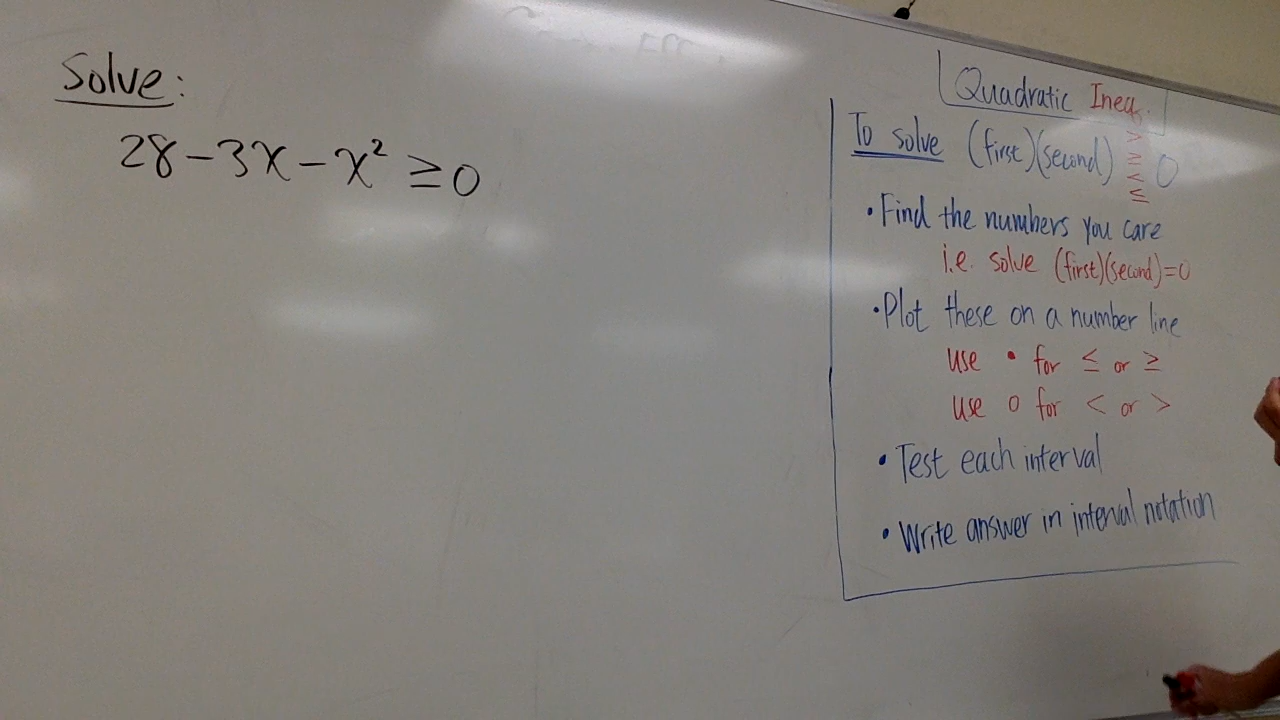 Solve:
28-3x-x² ≥0
Quadratic Ineq.
To solve (first)(second) > ≥ < ≤ 0
• Find the numbers you care
i.e. solve (first)(second)=0
• Plot these on a number line
use • for ≤ or ≥
use o for < or >
• Test each interval
• Write answer in interval notation